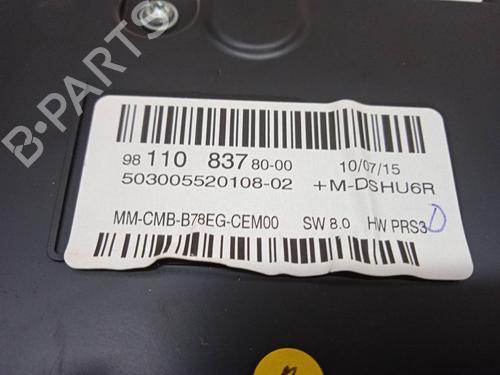 B-PARTS
98 110 837 80-00 10/07/15
503005520108-02 +M-DSHU6R
MM-CMB-B78EG-CEM00 SW 8.0 HW PRS3D